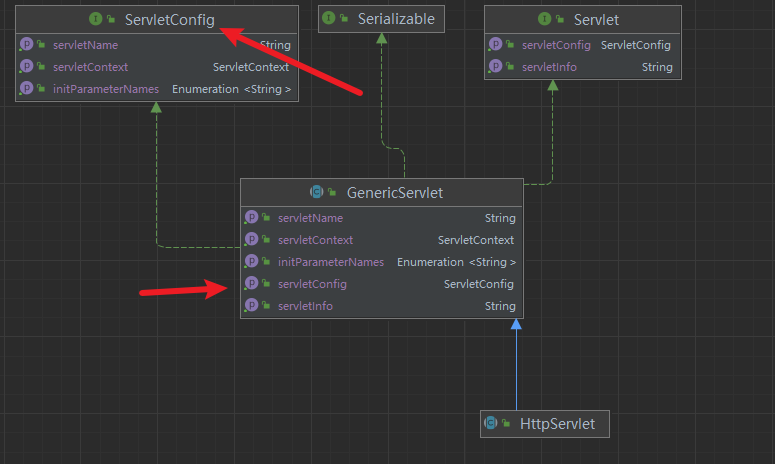 ServletConfig
servletName String
servletContext ServletContext
initParameterNames Enumeration <String>
Serializable
Servlet
servletConfig ServletConfig
servletInfo String
GenericServlet
servletName String
servletContext ServletContext
initParameterNames Enumeration <String>
servletConfig ServletConfig
servletInfo String
HttpServlet